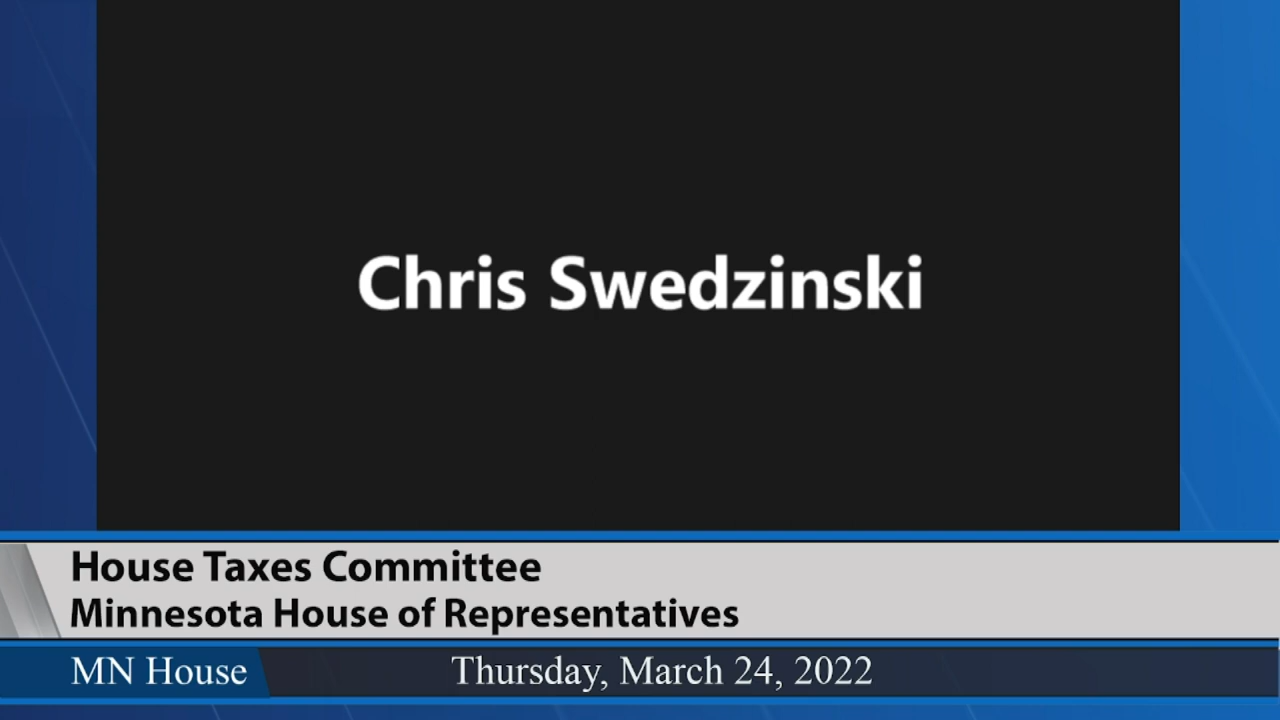 Chris Swedzinski
House Taxes Committee
Minnesota House of Representatives
MN House
Thursday, March 24, 2022